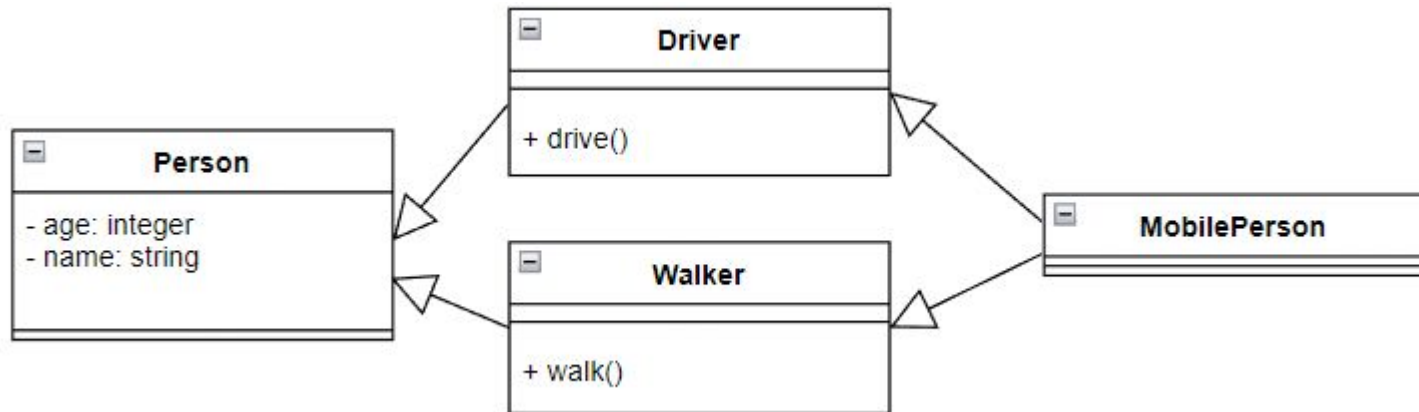 Person
- age: integer
- name: string
Driver
+ drive()
Walker
+ walk()
MobilePerson